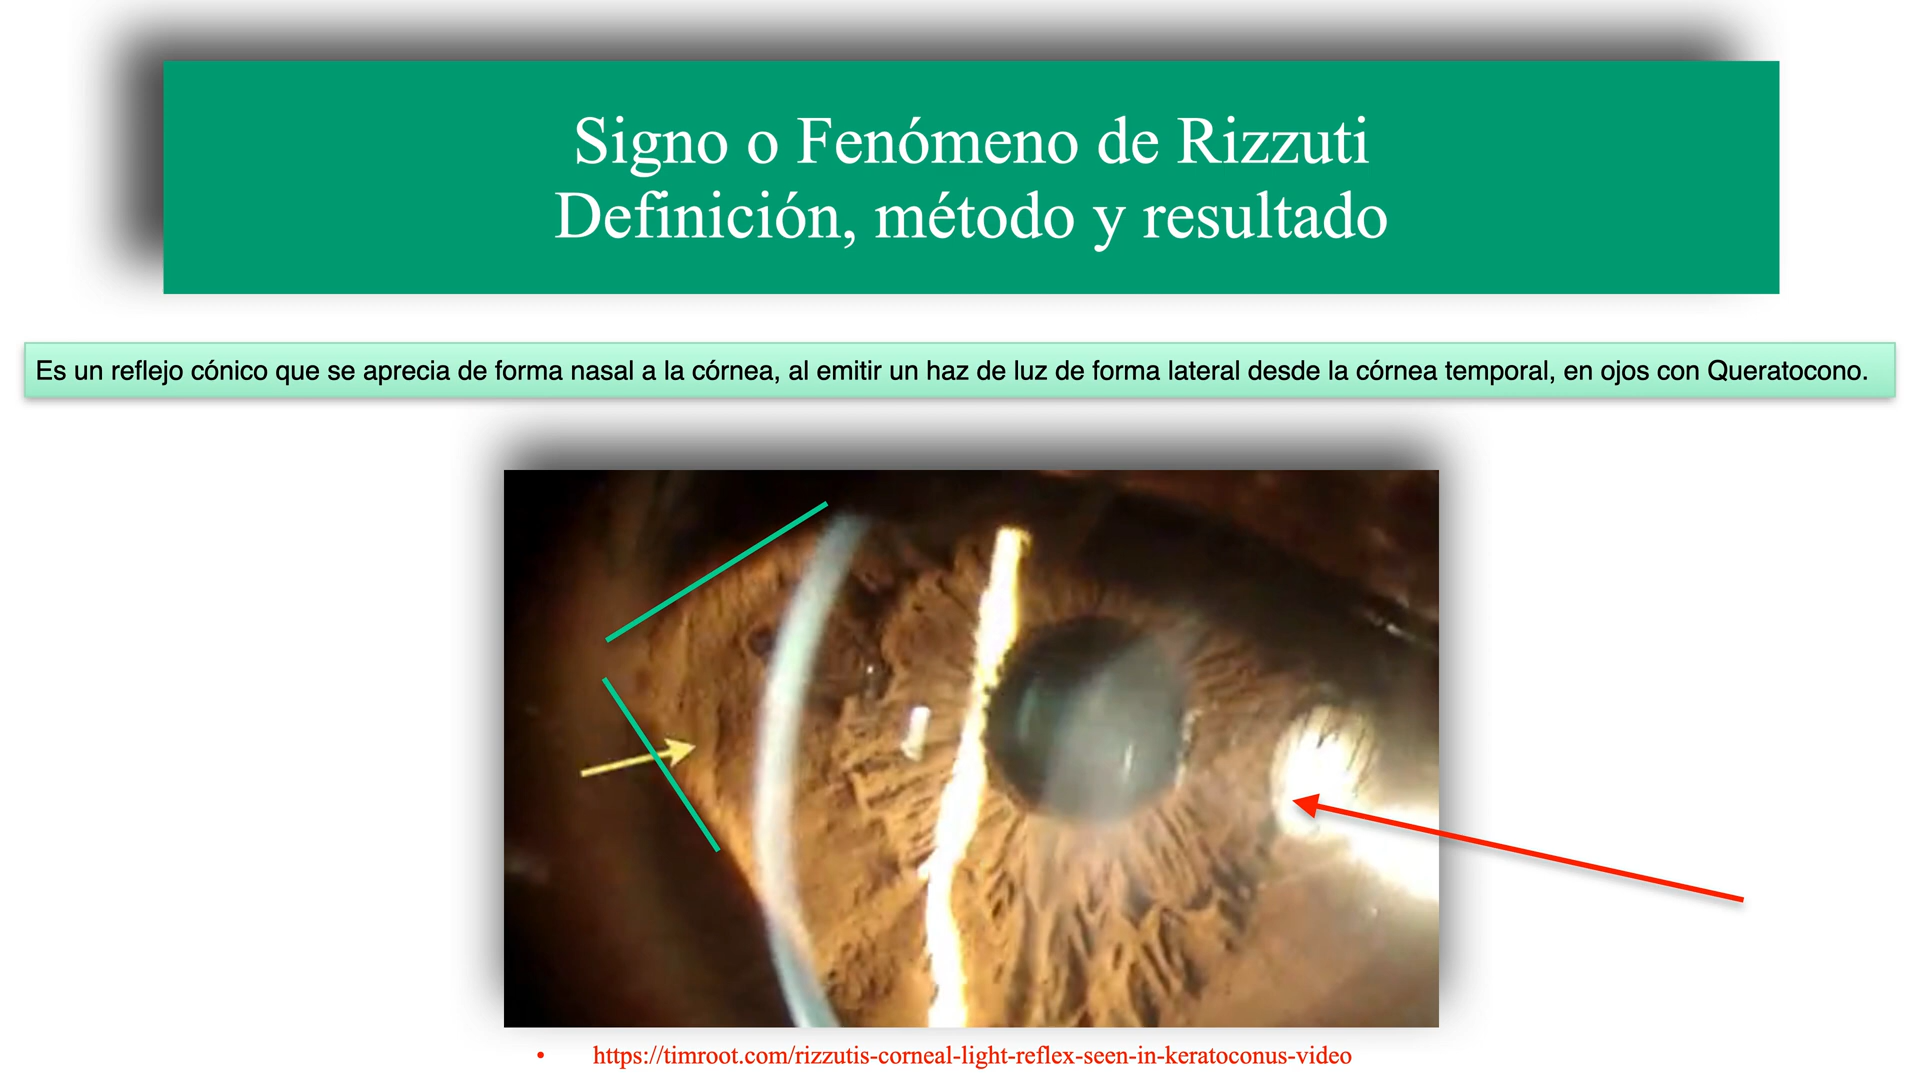 Signo o Fenómeno de Rizzuti
Definición, método y resultado
Es un reflejo cónico que se aprecia de forma nasal a la córnea, al emitir un haz de luz de forma lateral desde la córnea temporal, en ojos con Queratocono.
• https://timroot.com/rizzutis-corneal-light-reflex-seen-in-keratoconus-video